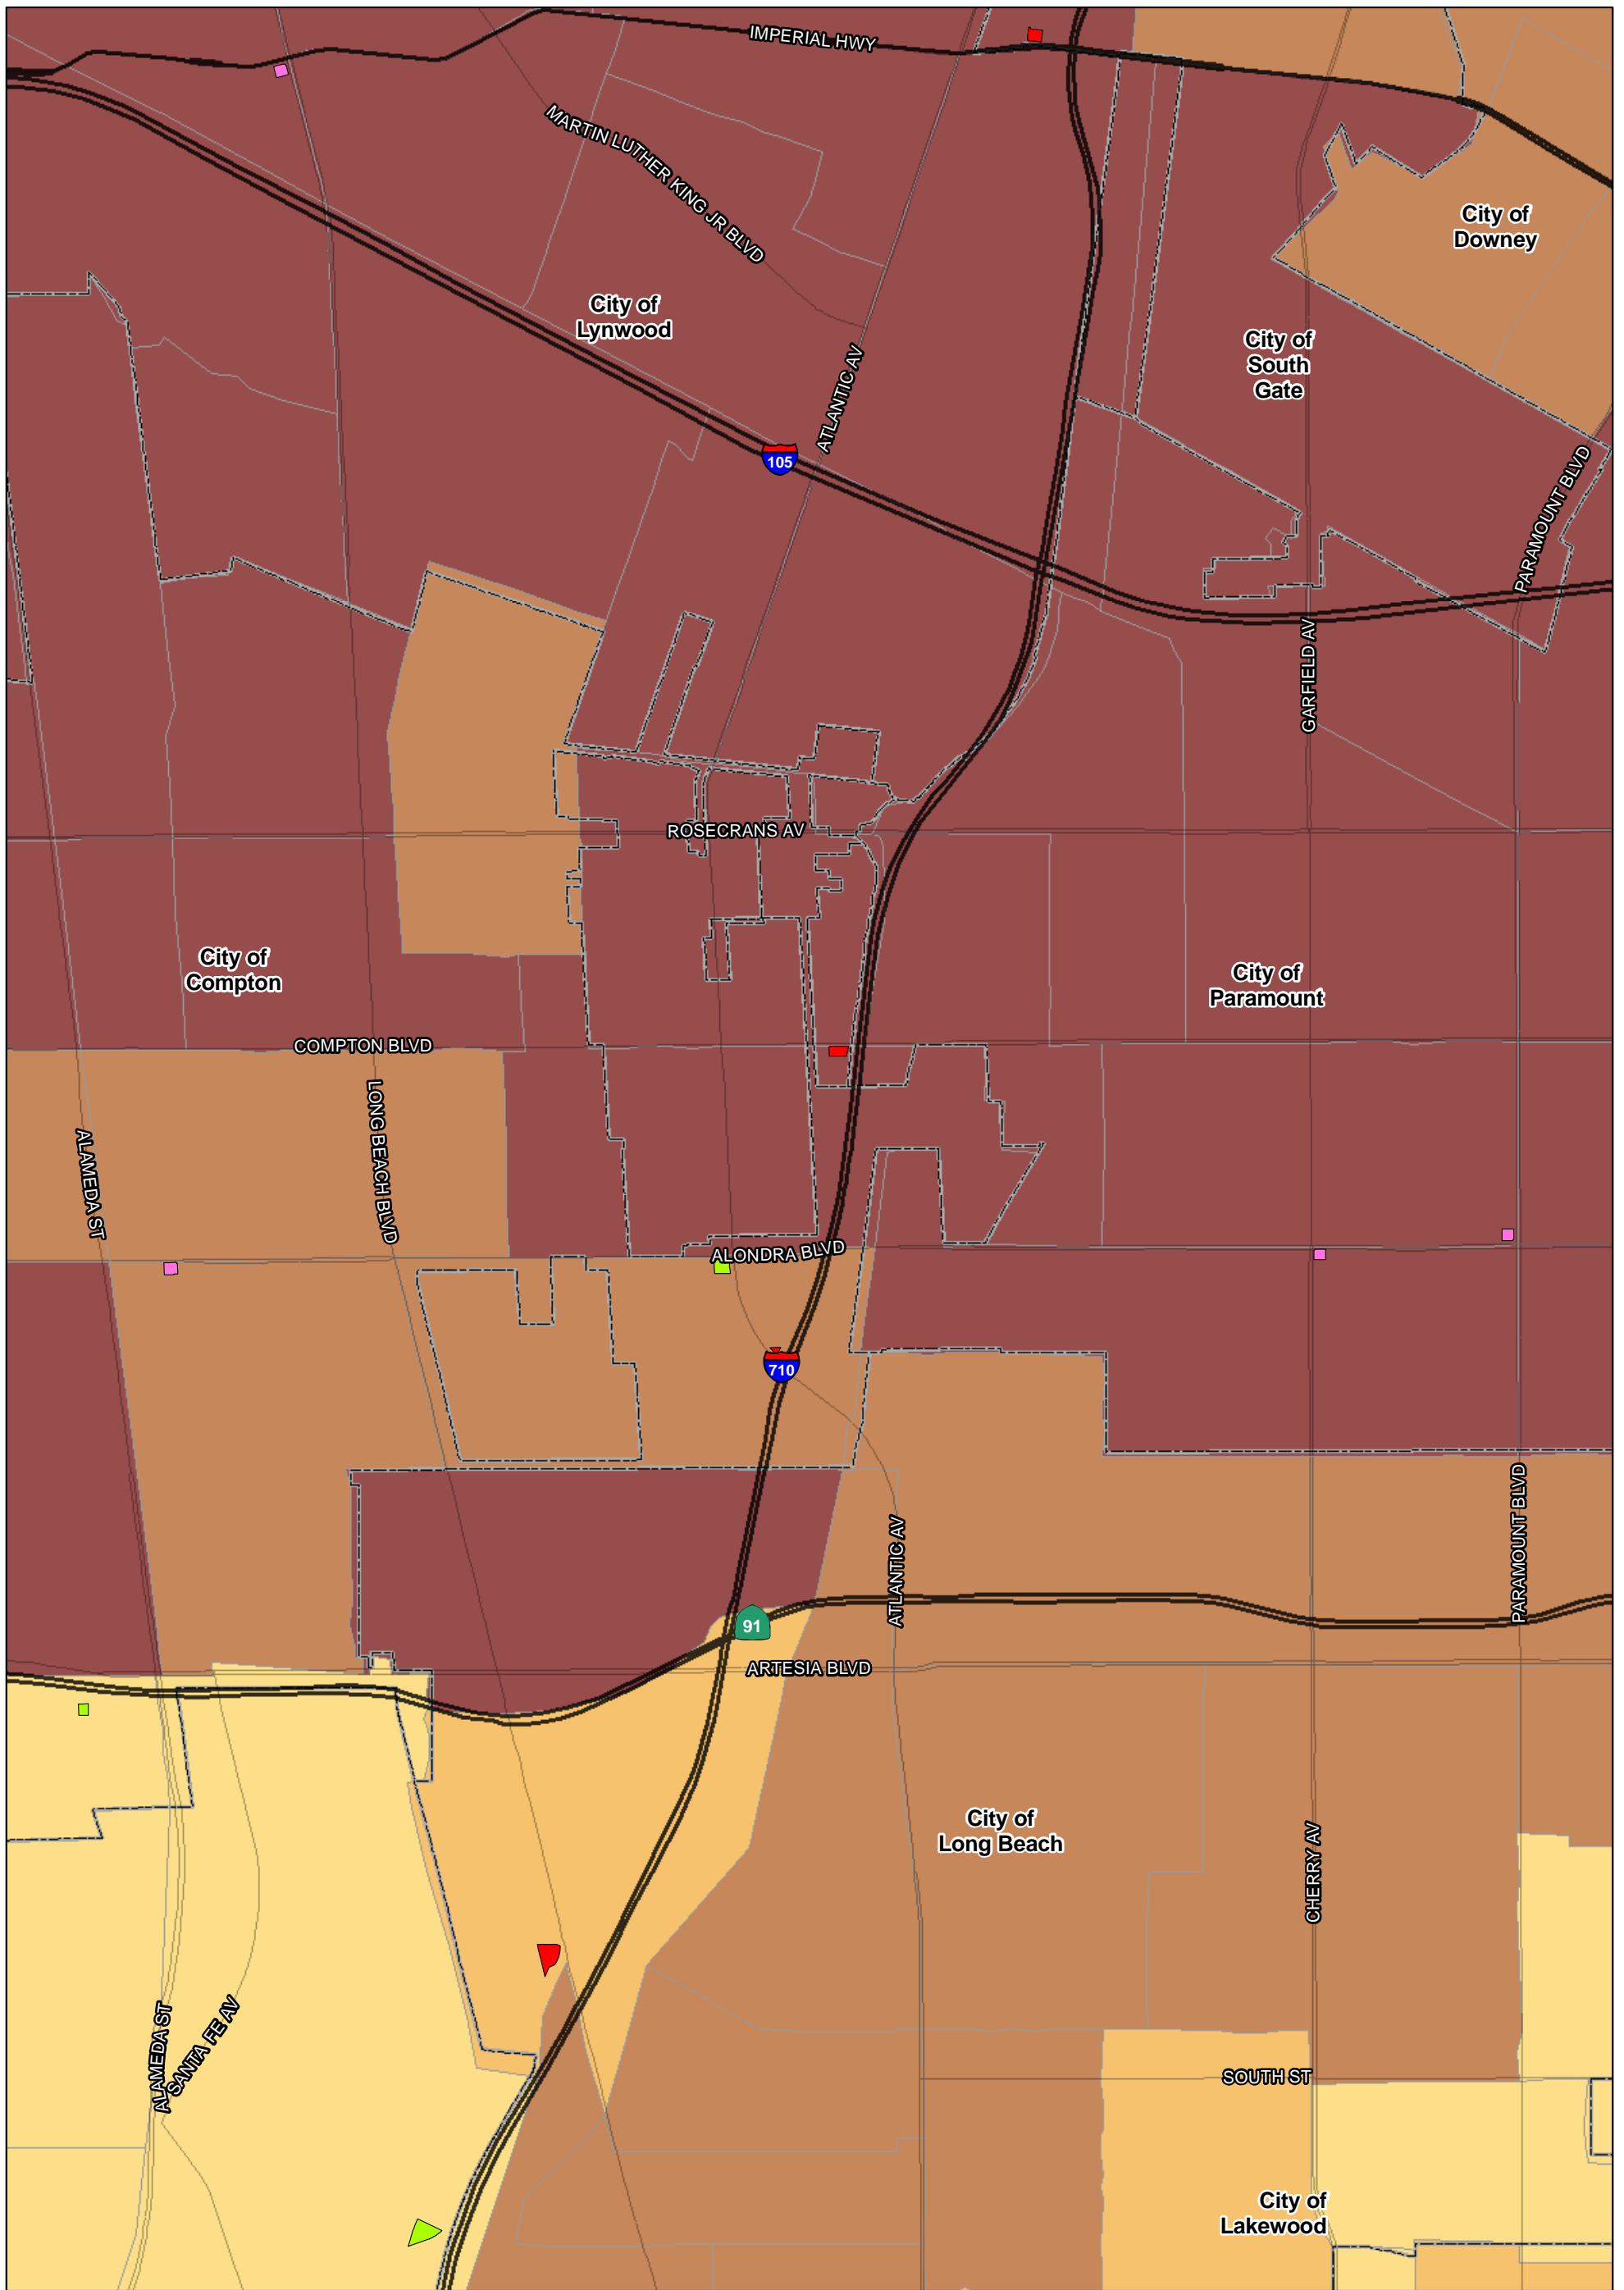 IMPERIAL HWY
MARTIN LUTHER KING JR BLVD
City of
Downey
City of
Lynwood
City of
South
Gate
ATLANTIC AV
105
PARAMOUNT BLVD
GARFIELD AV
ROSECRANS AV
City of
Compton
City of
Paramount
COMPTON BLVD
LONG BEACH BLVD
ALAMEDA ST
ALONDRA BLVD
710
PARAMOUNT BLVD
ATLANTIC AV
91
ARTESIA BLVD
City of
Long Beach
CHERRY AV
ALAMEDA ST
SANTA FE AV
SOUTH ST
City of
Lakewood